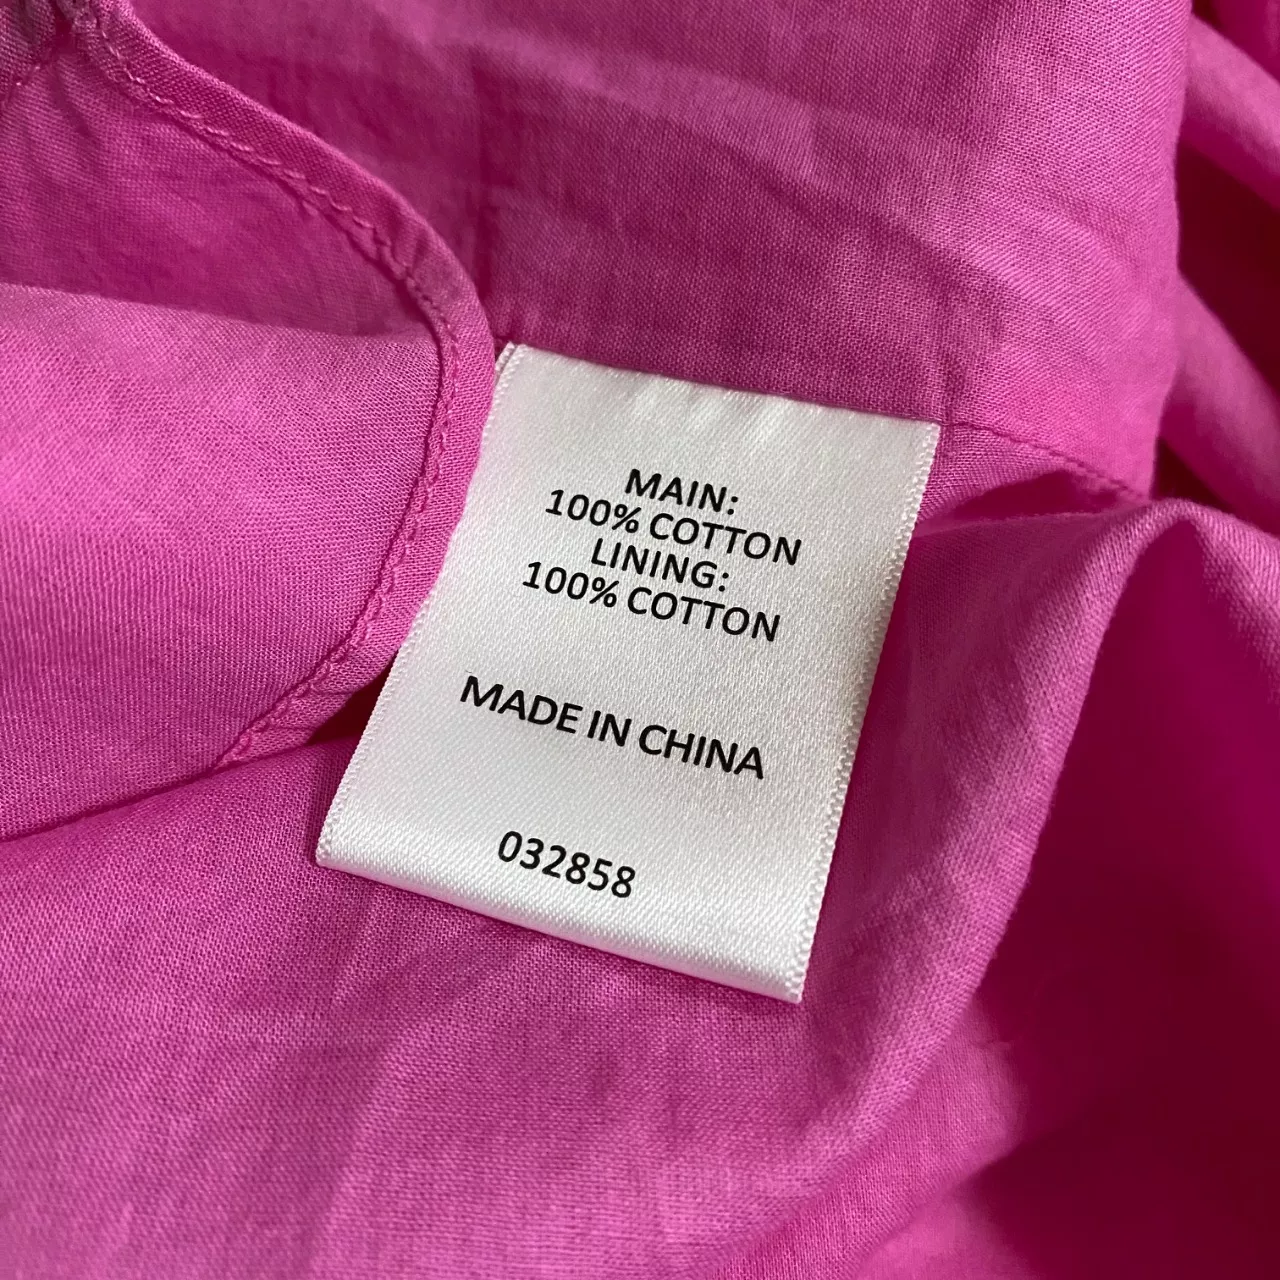 MAIN:
100% COTTON
LINING:
100% COTTON
MADE IN CHINA
032858